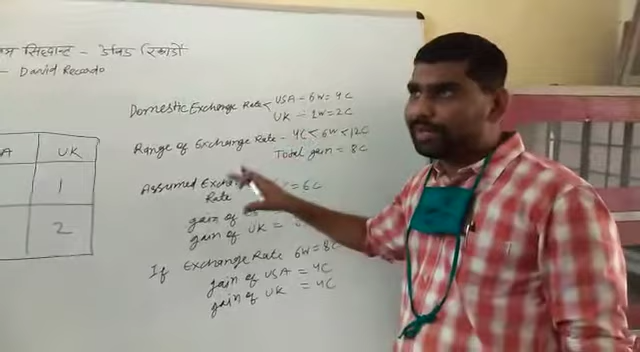 सिद्धान्त - डेविड रिकार्डो
- David Recardo
Domestic Exchange Rate < USA - 6W = 4C
UK - 1W = 2C
Range of Exchange Rate - 4C < 6W < 12C
Total gain = 8C
UK
1
2
Assumed = 6C
Rate
gain of
gain of UK =
If Exchange Rate 6W = 8C
gain of USA = 4C
gain of UK = 4C